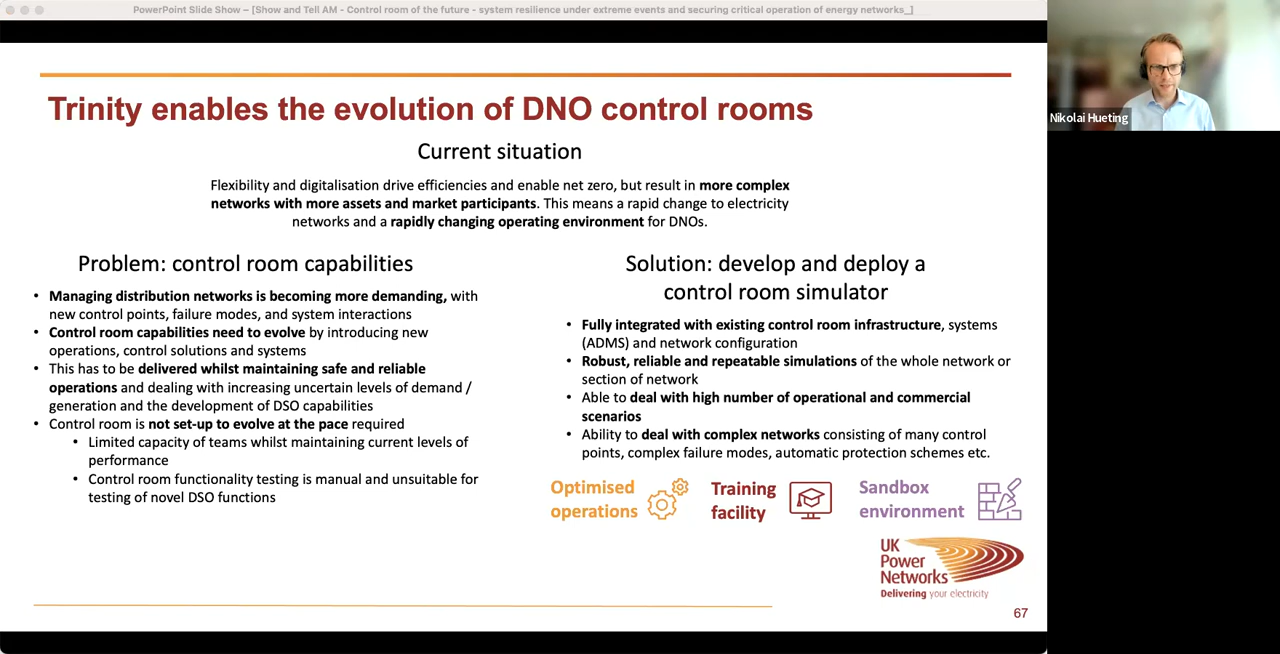 PowerPoint Slide Show – [Show and Tell AM - Control room of the future - system resilience under extreme events and securing critical operation of energy networks_]
Trinity enables the evolution of DNO control rooms
Current situation
Flexibility and digitalisation drive efficiencies and enable net zero, but result in more complex
networks with more assets and market participants. This means a rapid change to electricity
networks and a rapidly changing operating environment for DNOs.
Problem: control room capabilities
• Managing distribution networks is becoming more demanding, with
new control points, failure modes, and system interactions
• Control room capabilities need to evolve by introducing new
operations, control solutions and systems
• This has to be delivered whilst maintaining safe and reliable
operations and dealing with increasing uncertain levels of demand /
generation and the development of DSO capabilities
• Control room is not set-up to evolve at the pace required
• Limited capacity of teams whilst maintaining current levels of
performance
• Control room functionality testing is manual and unsuitable for
testing of novel DSO functions
Solution: develop and deploy a
control room simulator
• Fully integrated with existing control room infrastructure, systems
(ADMS) and network configuration
• Robust, reliable and repeatable simulations of the whole network or
section of network
• Able to deal with high number of operational and commercial
scenarios
• Ability to deal with complex networks consisting of many control
points, complex failure modes, automatic protection schemes etc.
Optimised
operations
Training
facility
Sandbox
environment
UK
Power
Networks
Delivering your electricity
67
Nikolai Hueting